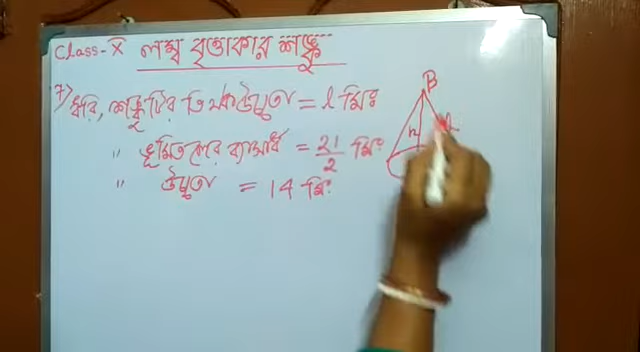 Class-X লম্ব বৃত্তাকার শঙ্কু
7) ধরি, শঙ্কুটির তির্যক উচ্চতা = l মিঃ
" ভূমিতলের ব্যাসার্ধ = 21/2 মিঃ
" উচ্চতা = 14 মিঃ
B
h
l